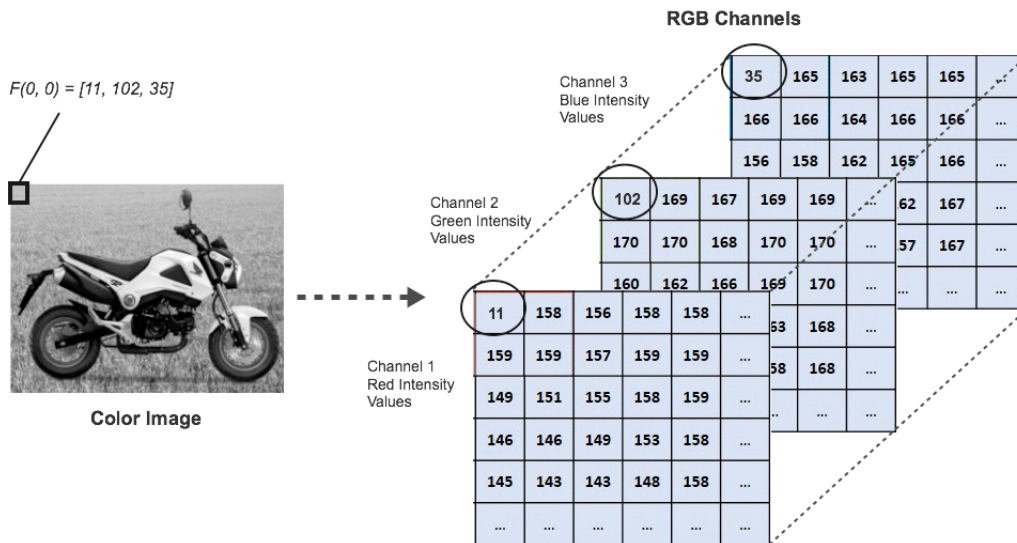 RGB Channels
F(0, 0) = [11, 102, 35]
Channel 3
Blue Intensity
Values
35 165 163 165 165 ...
166 166 164 166 166 ...
156 158 162 165 166 ...
62 167 ...
57 167 ...
... ... ...
Channel 2
Green Intensity
Values
102 169 167 169 169 ...
170 170 168 170 170 ...
160 162 166 169 170 ...
63 168 ...
58 168 ...
... ... ...
Channel 1
Red Intensity
Values
11 158 156 158 158 ...
159 159 157 159 159 ...
149 151 155 158 159 ...
146 146 149 153 158 ...
145 143 143 148 158 ...
... ... ... ... ... ...
Color Image